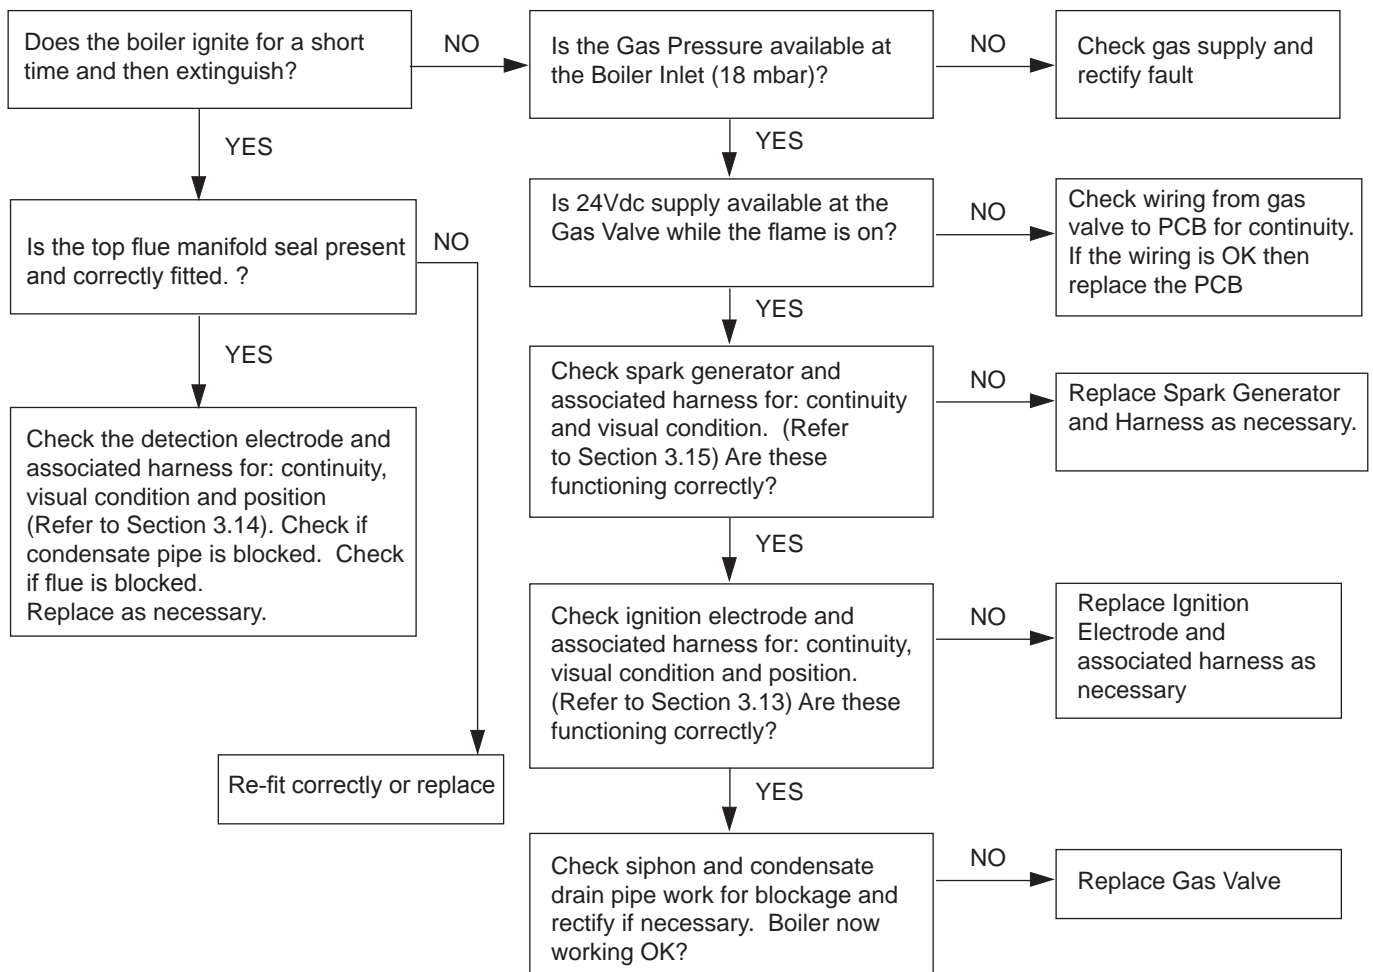 Does the boiler ignite for a short
time and then extinguish?
NO
Is the Gas Pressure available at
the Boiler Inlet (18 mbar)?
NO
Check gas supply and
rectify fault
YES
YES
Is the top flue manifold seal present
and correctly fitted. ?
NO
Is 24Vdc supply available at the
Gas Valve while the flame is on?
NO
Check wiring from gas
valve to PCB for continuity.
If the wiring is OK then
replace the PCB
YES
YES
Check the detection electrode and
associated harness for: continuity,
visual condition and position
(Refer to Section 3.14). Check if
condensate pipe is blocked. Check
if flue is blocked.
Replace as necessary.
Check spark generator and
associated harness for: continuity
and visual condition. (Refer
to Section 3.15) Are these
functioning correctly?
NO
Replace Spark Generator
and Harness as necessary.
YES
Check ignition electrode and
associated harness for: continuity,
visual condition and position.
(Refer to Section 3.13) Are these
functioning correctly?
NO
Replace Ignition
Electrode and
associated harness as
necessary
Re-fit correctly or replace
YES
Check siphon and condensate
drain pipe work for blockage and
rectify if necessary. Boiler now
working OK?
NO
Replace Gas Valve